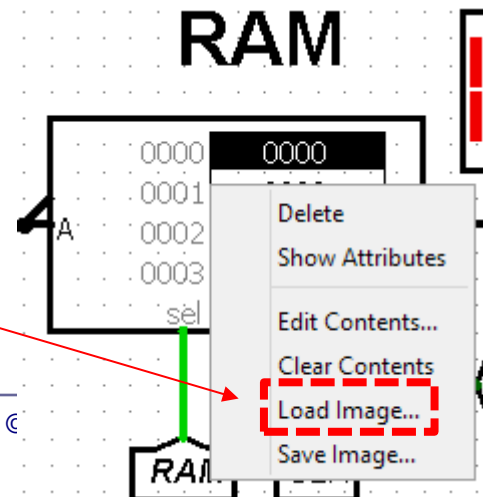 RAM
0000 0000
0001
A
0002
0003
sel
Delete
Show Attributes
Edit Contents...
Clear Contents
Load Image...
Save Image...
©
RAM